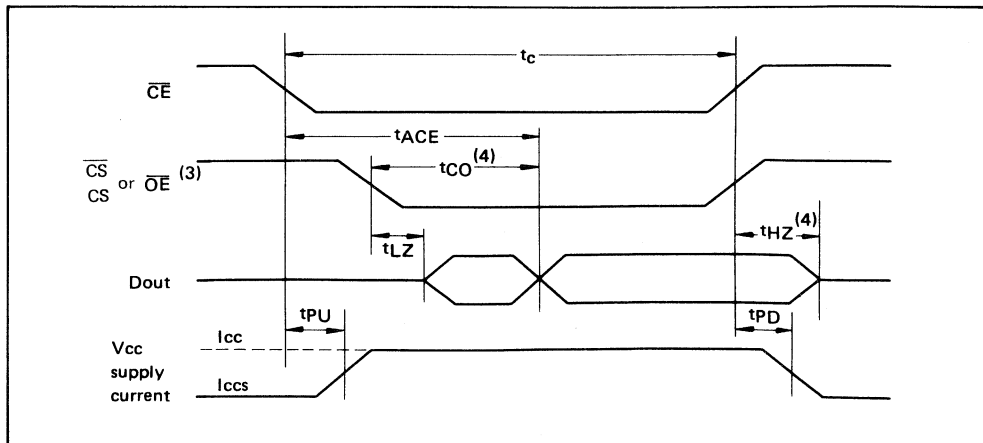 tC
CE
tACE
CS
CS or OE (3)
tCO (4)
tLZ
tHZ (4)
Dout
tPU
tPD
Icc
Vcc
supply
current
Iccs